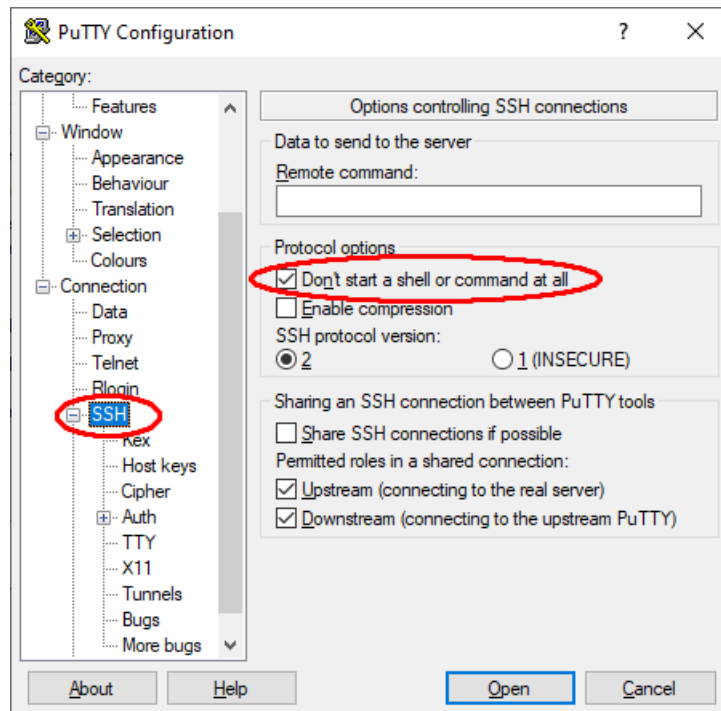 PuTTY Configuration
?
Category:
Features
Window
Appearance
Behaviour
Translation
Selection
Colours
Connection
Data
Proxy
Telnet
Rlogin
SSH
Kex
Host keys
Cipher
Auth
TTY
X11
Tunnels
Bugs
More bugs
Options controlling SSH connections
Data to send to the server
Remote command:
Protocol options
Don't start a shell or command at all
Enable compression
SSH protocol version:
2 1 (INSECURE)
Sharing an SSH connection between PuTTY tools
Share SSH connections if possible
Permitted roles in a shared connection:
Upstream (connecting to the real server)
Downstream (connecting to the upstream PuTTY)
About Help Open Cancel